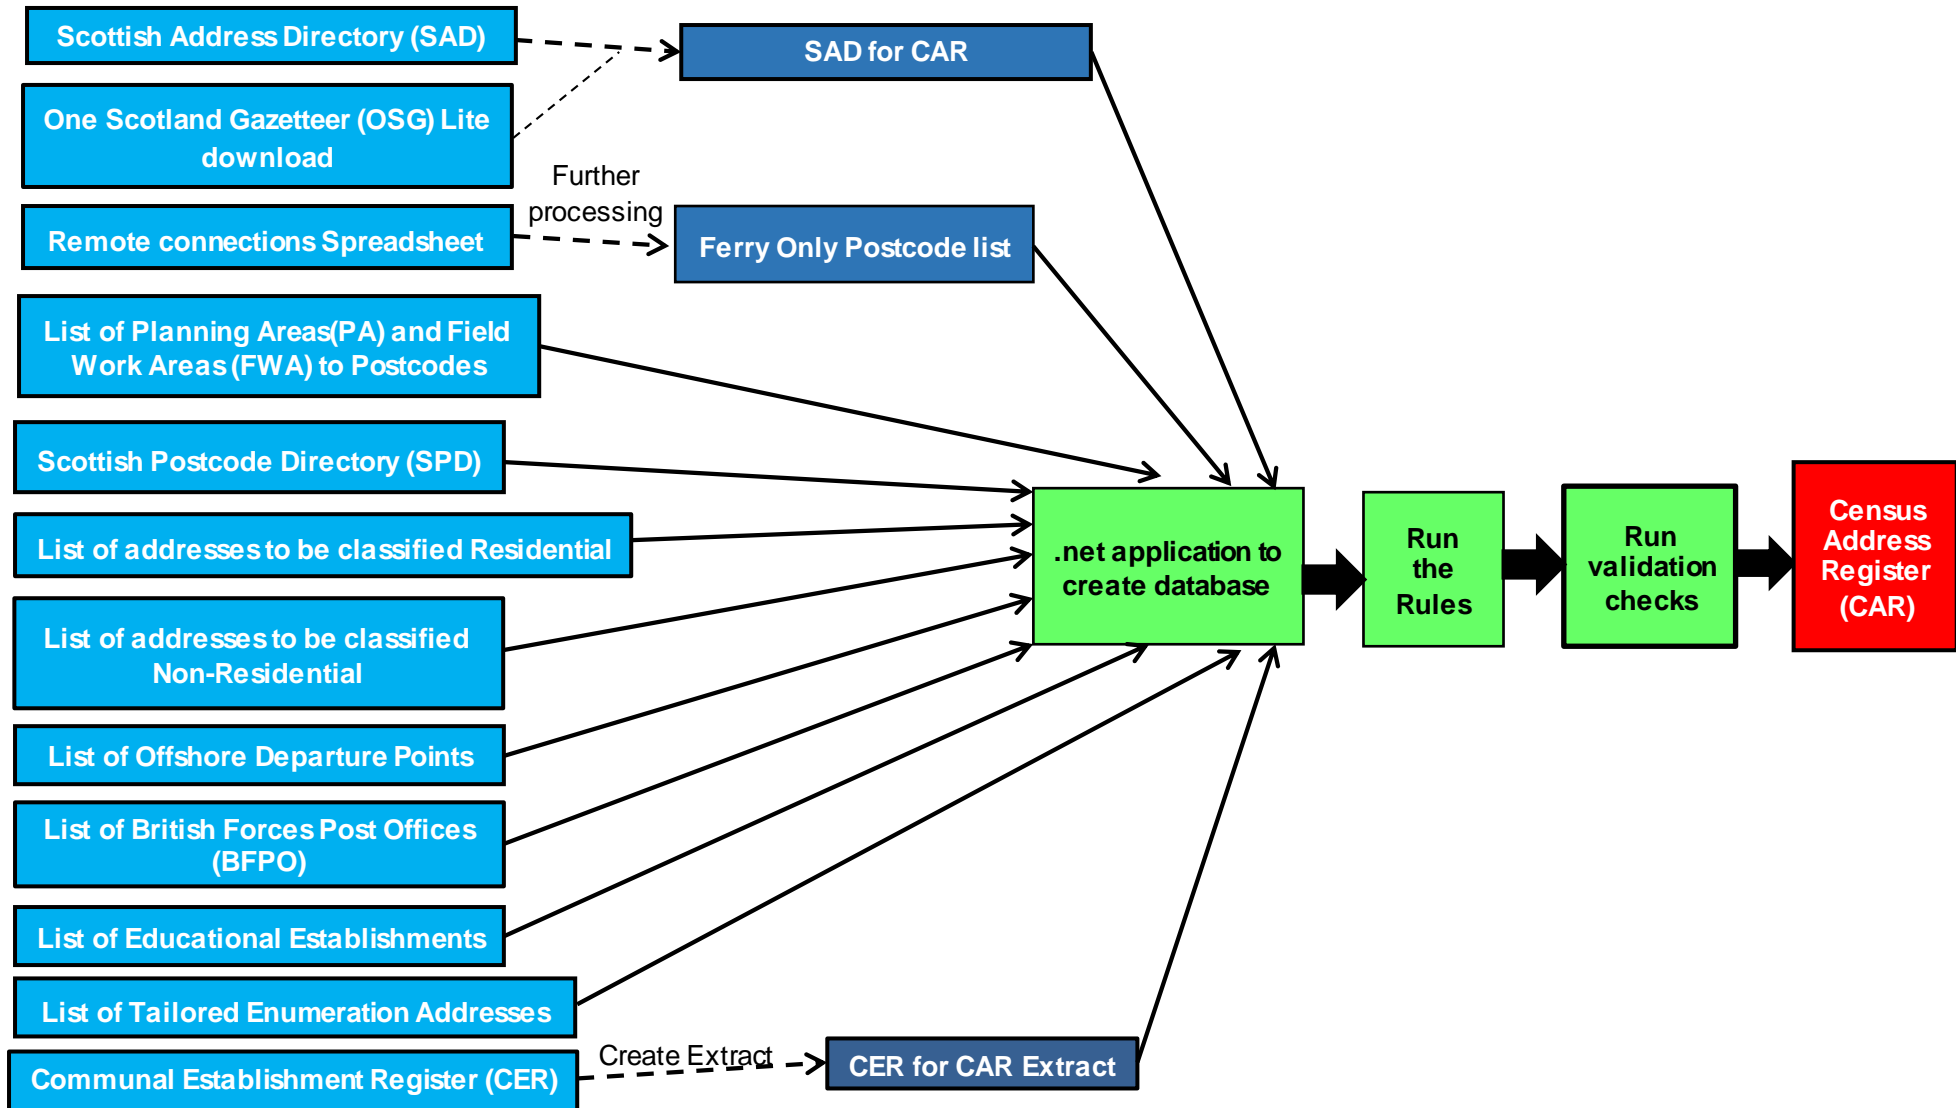 Scottish Address Directory (SAD)
SAD for CAR
One Scotland Gazetteer (OSG) Lite
download
Further
processing
Remote connections Spreadsheet
Ferry Only Postcode list
List of Planning Areas(PA) and Field
Work Areas (FWA) to Postcodes
Scottish Postcode Directory (SPD)
List of addresses to be classified Residential
List of addresses to be classified
Non-Residential
List of Offshore Departure Points
List of British Forces Post Offices
(BFPO)
List of Educational Establishments
List of Tailored Enumeration Addresses
Communal Establishment Register (CER)
Create Extract
CER for CAR Extract
.net application to
create database
Run
the
Rules
Run
validation
checks
Census
Address
Register
(CAR)